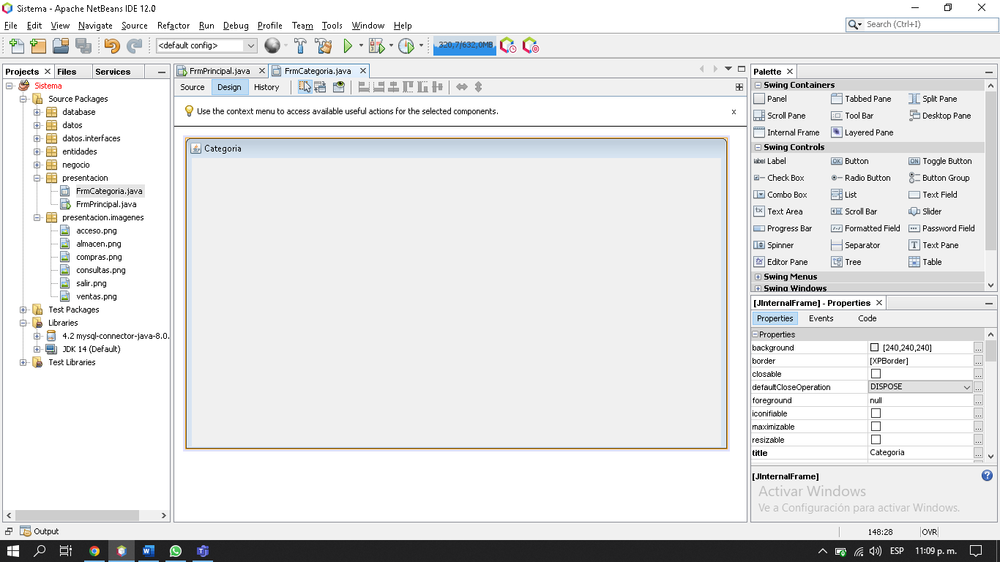 Sistema - Apache NetBeans IDE 12.0
File Edit View Navigate Source Refactor Run Debug Profile Team Tools Window Help
Search (Ctrl+I)
<default config>
320,7/632,0MB
Projects Files Services
Sistema
Source Packages
database
datos
datos.interfaces
entidades
negocio
presentacion
FrmCategoria.java
FrmPrincipal.java
presentacion.imagenes
acceso.png
almacen.png
compras.png
consultas.png
salir.png
ventas.png
Test Packages
Libraries
4.2 mysql-connector-java-8.0.
JDK 14 (Default)
Test Libraries
FrmPrincipal.java FrmCategoria.java
Source Design History
Use the context menu to access available useful actions for the selected components. x
Categoria
Palette
Swing Containers
Panel Tabbed Pane Split Pane
Scroll Pane Tool Bar Desktop Pane
Internal Frame Layered Pane
Swing Controls
label Label OK Button ON Toggle Button
Check Box Radio Button Button Group
Combo Box List Text Field
Text Area Scroll Bar Slider
Progress Bar Formatted Field Password Field
Spinner Separator T Text Pane
Editor Pane Tree Table
Swing Menus
Swing Windows
[JInternalFrame] - Properties
Properties Events Code
Properties
background [240,240,240] ...
border [XPBorder] ...
closable ...
defaultCloseOperation DISPOSE ...
foreground null ...
iconifiable ...
maximizable ...
resizable ...
title Categoria ...
[JInternalFrame] ?
Activar Windows
Ve a Configuración para activar Windows.
Output
148:28 OVR
ESP 11:09 p. m.